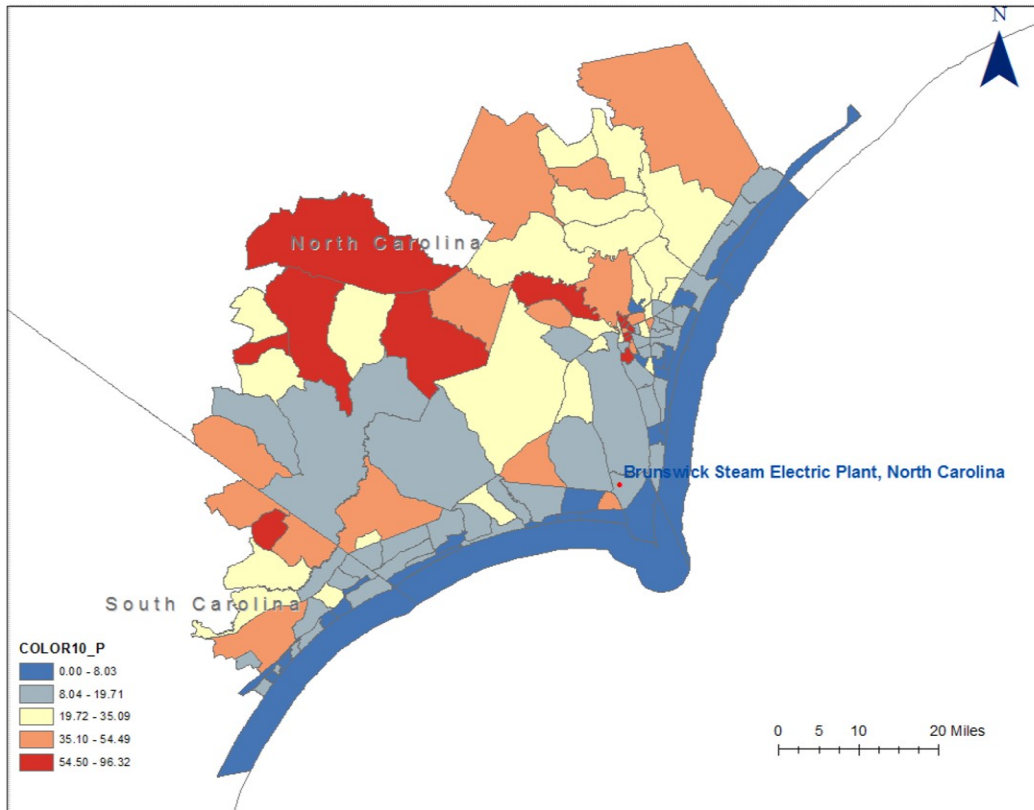 N
North Carolina
Brunswick Steam Electric Plant, North Carolina
South Carolina
COLOR10_P
0.00 - 8.03
8.04 - 19.71
19.72 - 35.09
35.10 - 54.49
54.50 - 96.32
0 5 10 20 Miles